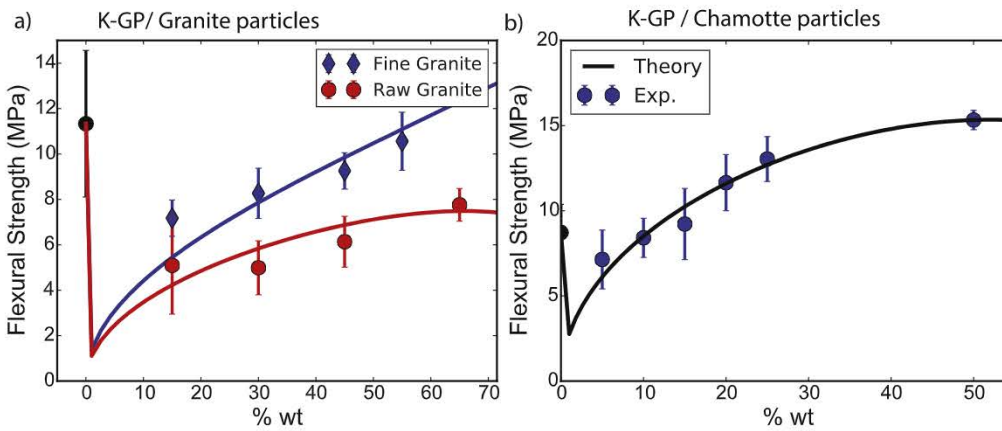 a) K-GP/ Granite particles
14
12
10
8
6
4
2
0
Flexural Strength (MPa)
Fine Granite
Raw Granite
0 10 20 30 40 50 60 70
% wt
b) K-GP / Chamotte particles
20
15
10
5
0
Flexural Strength (MPa)
Theory
Exp.
0 10 20 30 40 50
% wt